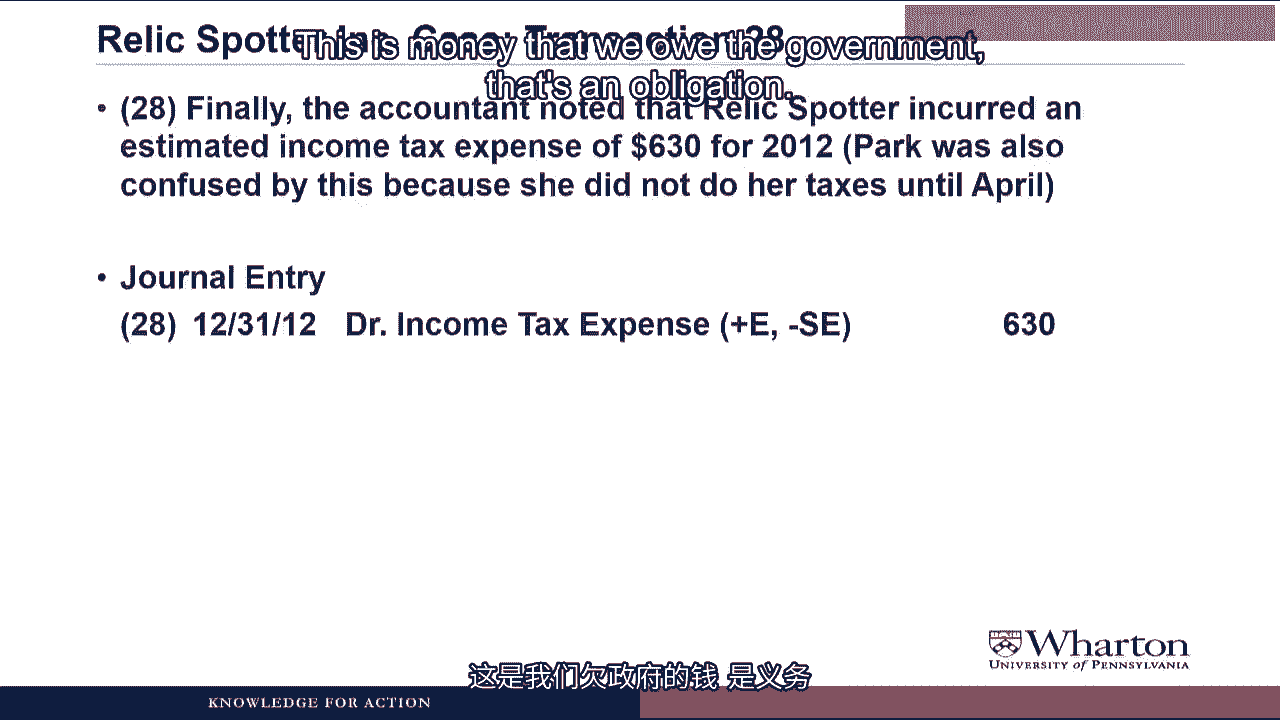 Relic Spotter Inc. Case: Transaction 28
This is money that we owe the government,
that's an obligation.
• (28) Finally, the accountant noted that Relic Spotter incurred an
estimated income tax expense of $630 for 2012 (Park was also
confused by this because she did not do her taxes until April)
• Journal Entry
(28) 12/31/12 Dr. Income Tax Expense (+E, -SE) 630
Wharton
UNIVERSITY of PENNSYLVANIA
这是我们欠政府的钱 是义务
KNOWLEDGE FOR ACTION